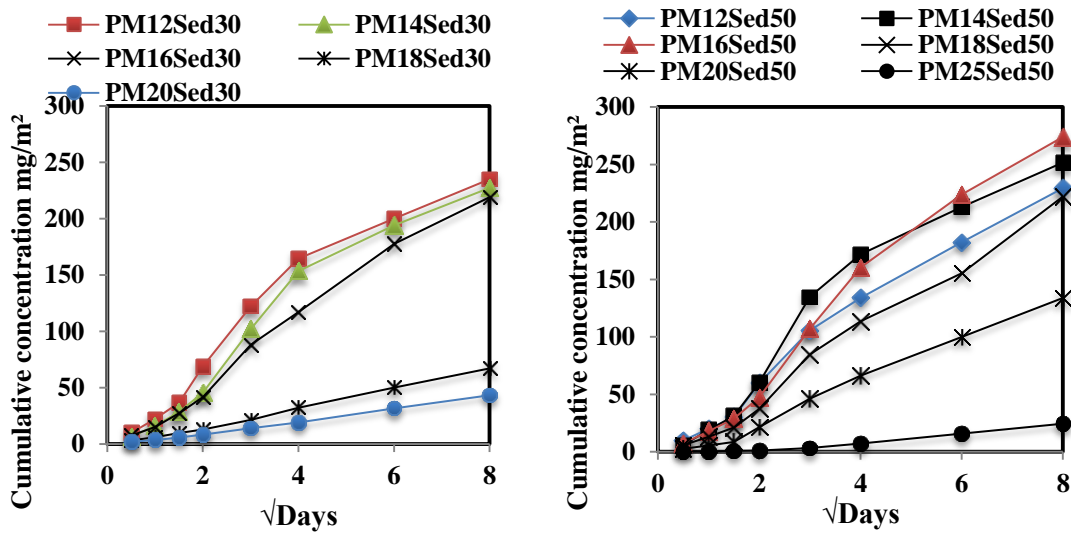 PM12Sed30 PM14Sed30
PM16Sed30 PM18Sed30
PM20Sed30
Cumulative concentration mg/m²
300
250
200
150
100
50
0
0 2 4 6 8
√Days
PM12Sed50 PM14Sed50
PM16Sed50 PM18Sed50
PM20Sed50 PM25Sed50
Cumulative concentration mg/m²
300
250
200
150
100
50
0
0 2 4 6 8
√Days